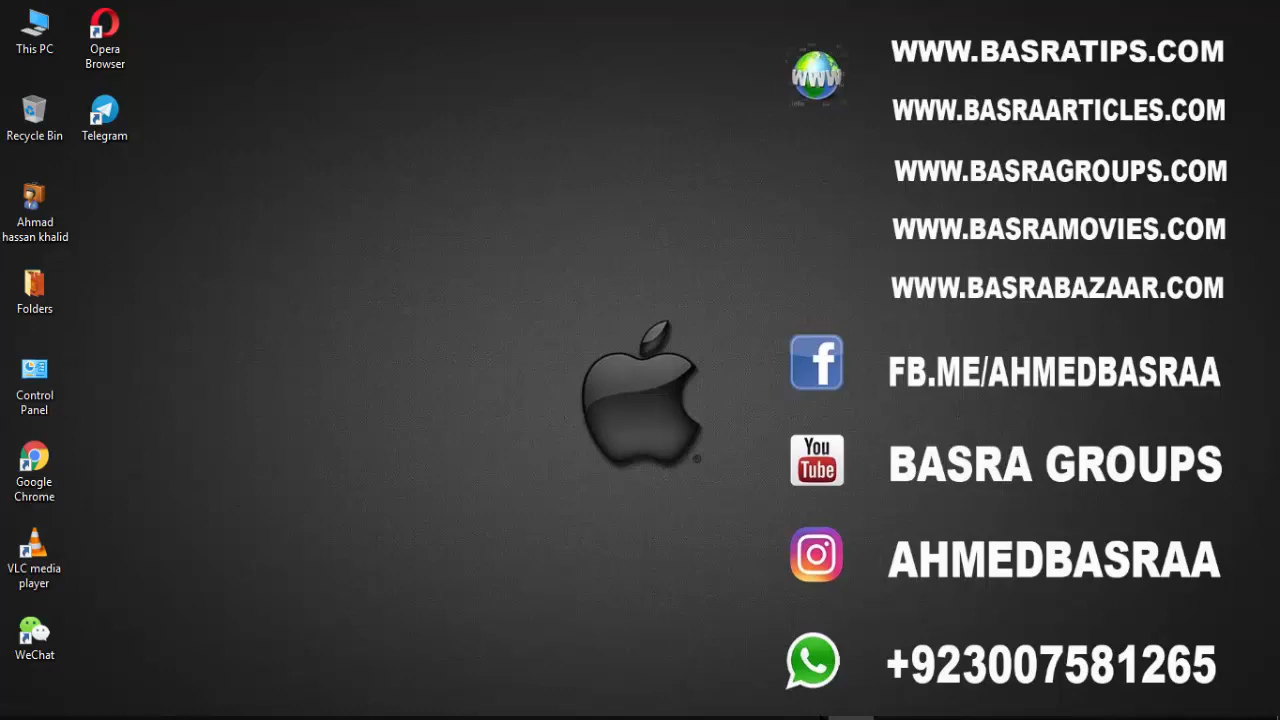 This PC
Opera
Browser
Recycle Bin
Telegram
Ahmad
hassan khalid
Folders
Control
Panel
Google
Chrome
VLC media
player
WeChat
WWW
WWW.BASRATIPS.COM
WWW.BASRAARTICLES.COM
WWW.BASRAGROUPS.COM
WWW.BASRAMOVIES.COM
WWW.BASRABAZAAR.COM
f
FB.ME/AHMEDBASRAA
You
Tube
BASRA GROUPS
AHMEDBASRAA
+923007581265